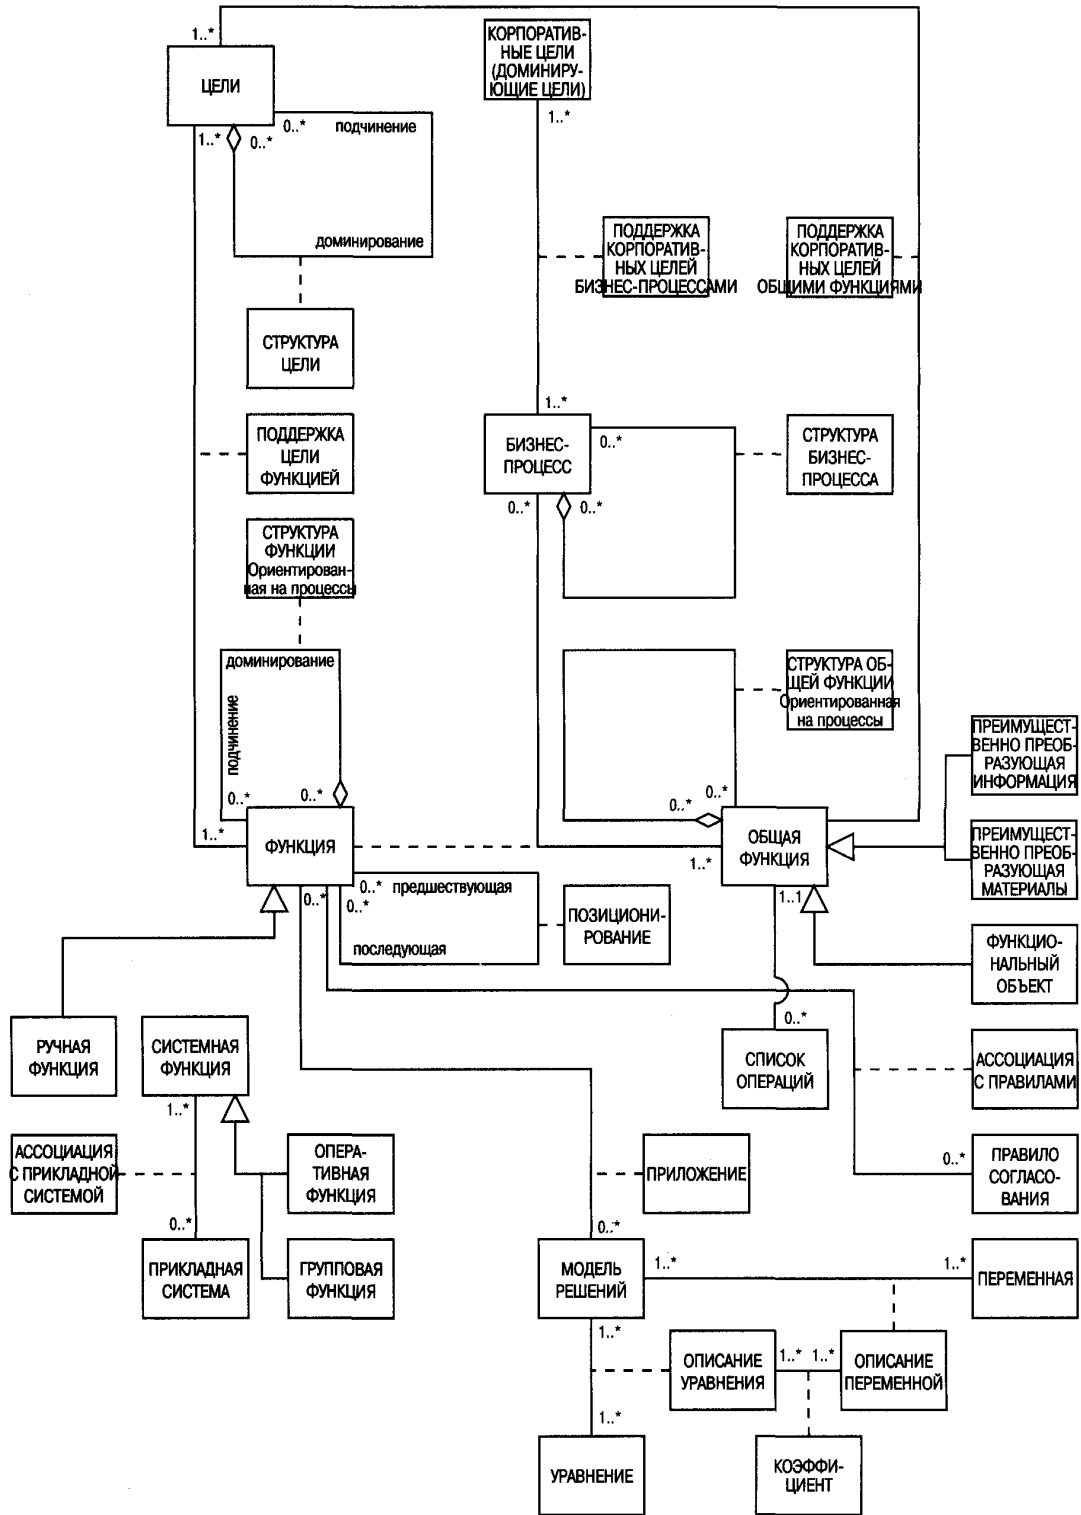 1..*
ЦЕЛИ
1..*
0..*
0..*
подчинение
доминирование
КОРПОРАТИВ-
НЫЕ ЦЕЛИ
(ДОМИНИРУ-
ЮЩИЕ ЦЕЛИ)
1..*
ПОДДЕРЖКА
КОРПОРАТИВ-
НЫХ ЦЕЛЕЙ
БИЗНЕС-ПРОЦЕССАМИ
ПОДДЕРЖКА
КОРПОРАТИВ-
НЫХ ЦЕЛЕЙ
ОБЩИМИ ФУНКЦИЯМИ
СТРУКТУРА
ЦЕЛИ
ПОДДЕРЖКА
ЦЕЛИ
ФУНКЦИЕЙ
1..*
БИЗНЕС-
ПРОЦЕСС
0..*
0..*
0..*
СТРУКТУРА
БИЗНЕС-
ПРОЦЕССА
СТРУКТУРА
ФУНКЦИИ
Ориентирован-
ная на процессы
доминирование
подчинение
0..*
0..*
1..*
ФУНКЦИЯ
СТРУКТУРА ОБ-
ЩЕЙ ФУНКЦИИ
Ориентированная
на процессы
0..*
0..*
1..*
ОБЩАЯ
ФУНКЦИЯ
1..1
ПРЕИМУЩЕСТ-
ВЕННО ПРЕОБ-
РАЗУЮЩАЯ
ИНФОРМАЦИЯ
ПРЕИМУЩЕСТ-
ВЕННО ПРЕОБ-
РАЗУЮЩАЯ
МАТЕРИАЛЫ
0..*
0..*
предшествующая
0..*
последующая
ПОЗИЦИОНИ-
РОВАНИЕ
ФУНКЦИО-
НАЛЬНЫЙ
ОБЪЕКТ
РУЧНАЯ
ФУНКЦИЯ
СИСТЕМНАЯ
ФУНКЦИЯ
1..*
0..*
СПИСОК
ОПЕРАЦИЙ
АССОЦИАЦИЯ
С ПРАВИЛАМИ
АССОЦИАЦИЯ
С ПРИКЛАДНОЙ
СИСТЕМОЙ
ОПЕРА-
ТИВНАЯ
ФУНКЦИЯ
ПРИЛОЖЕНИЕ
0..*
ПРАВИЛО
СОГЛАСО-
ВАНИЯ
0..*
ПРИКЛАДНАЯ
СИСТЕМА
ГРУППОВАЯ
ФУНКЦИЯ
0..*
МОДЕЛЬ
РЕШЕНИЙ
1..*
1..*
ПЕРЕМЕННАЯ
1..*
ОПИСАНИЕ
УРАВНЕНИЯ
1..*
1..*
ОПИСАНИЕ
ПЕРЕМЕННОЙ
1..*
УРАВНЕНИЕ
КОЭФФИ-
ЦИЕНТ